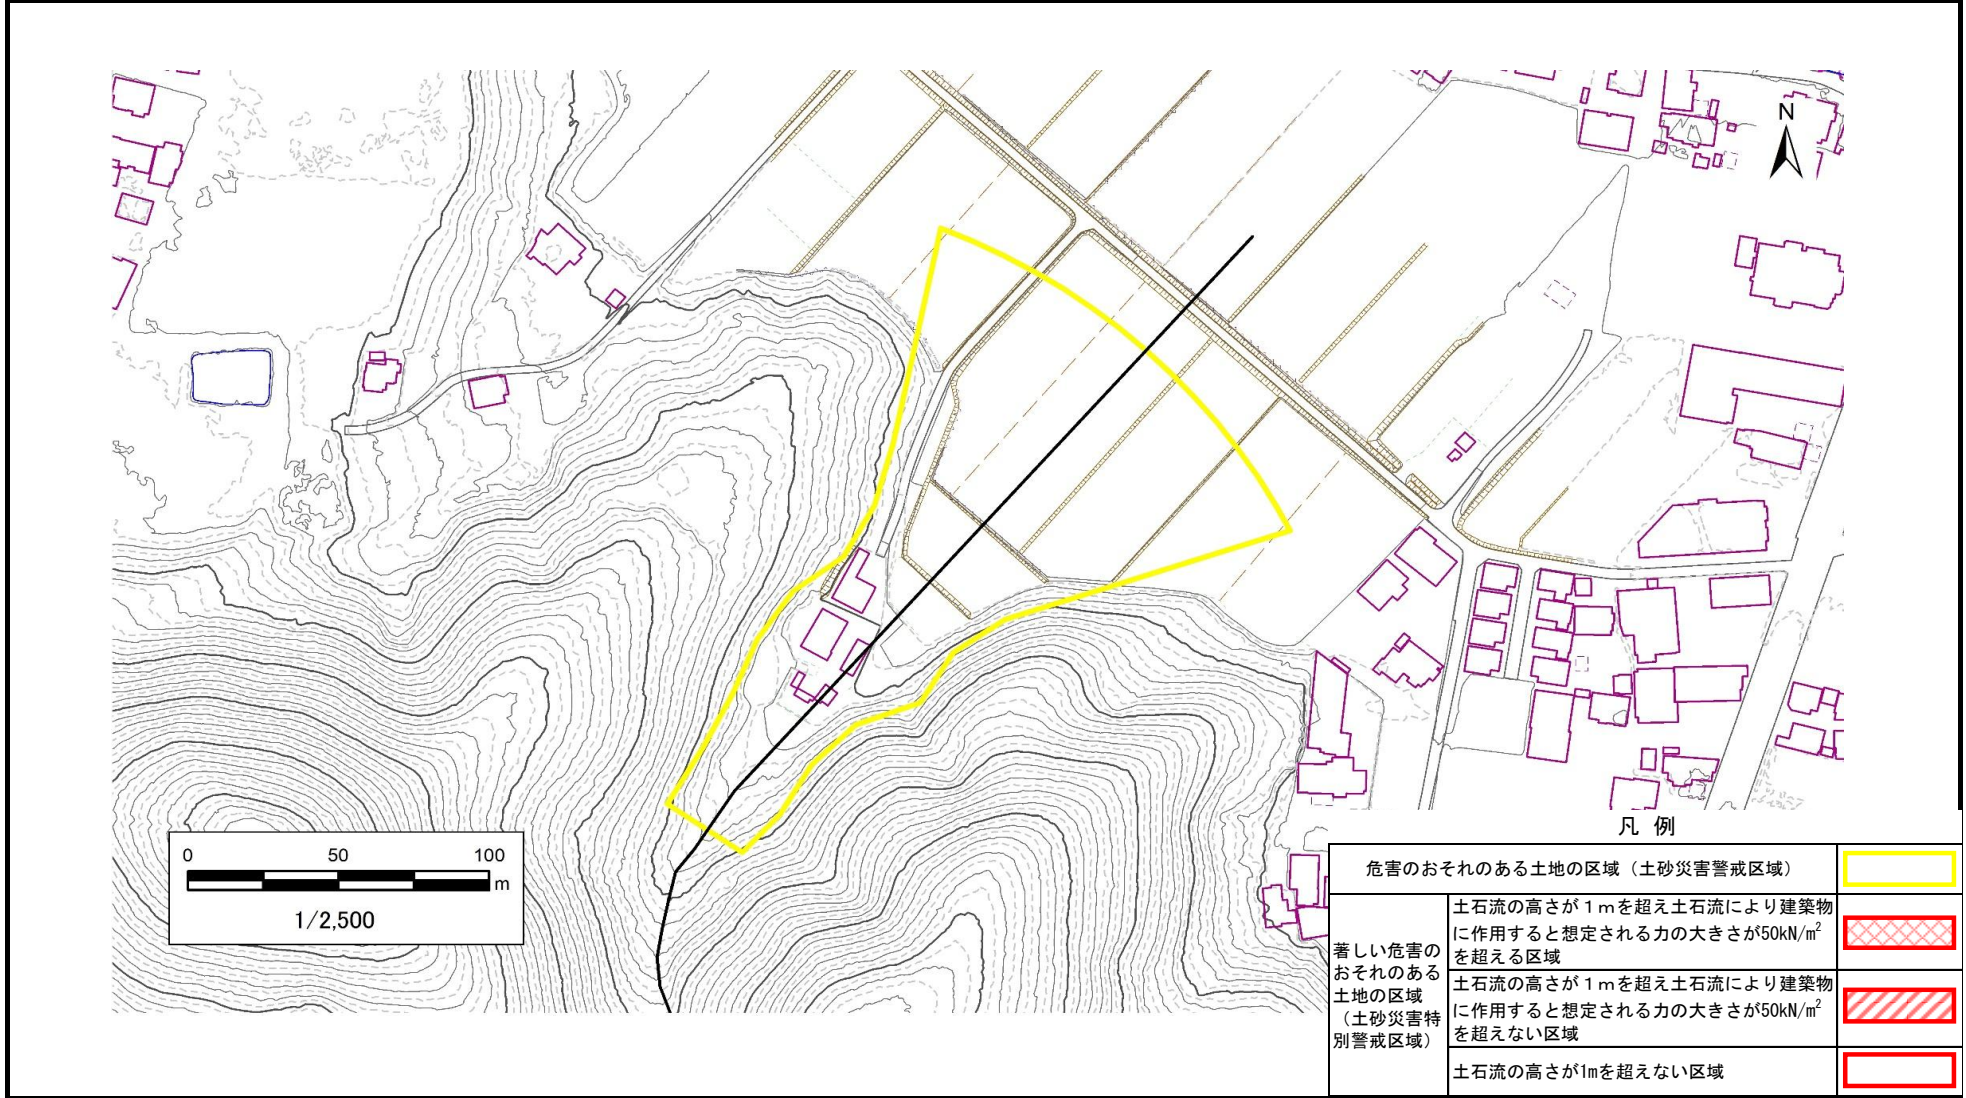 N
0 50 100
m
1/2,500
凡 例
危害のおそれのある土地の区域（土砂災害警戒区域）
著しい危害の
おそれのある
土地の区域
（土砂災害特
別警戒区域）
土石流の高さが１ｍを超え土石流により建築物
に作用すると想定される力の大きさが50kN/㎡
を超える区域
土石流の高さが１ｍを超え土石流により建築物
に作用すると想定される力の大きさが50kN/㎡
を超えない区域
土石流の高さが1mを超えない区域